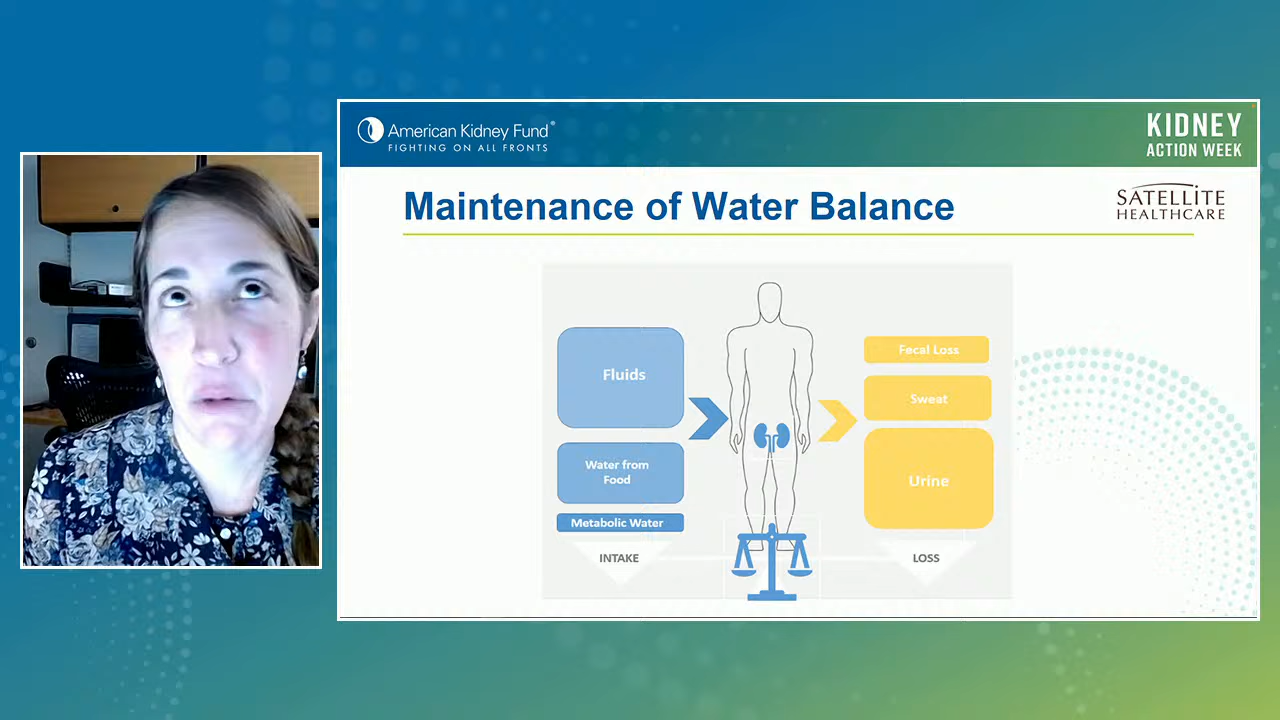 American Kidney Fund®
FIGHTING ON ALL FRONTS
KIDNEY
ACTION WEEK
Maintenance of Water Balance
SATELLITE
HEALTHCARE
Fluids
Water from
Food
Metabolic Water
INTAKE
Fecal Loss
Sweat
Urine
LOSS